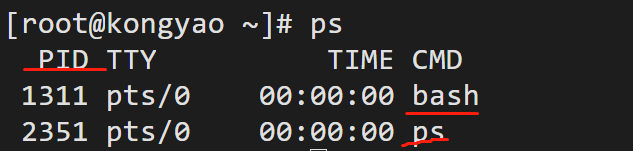 [root@kongyao ~]# ps
PID TTY TIME CMD
1311 pts/0 00:00:00 bash
2351 pts/0 00:00:00 ps